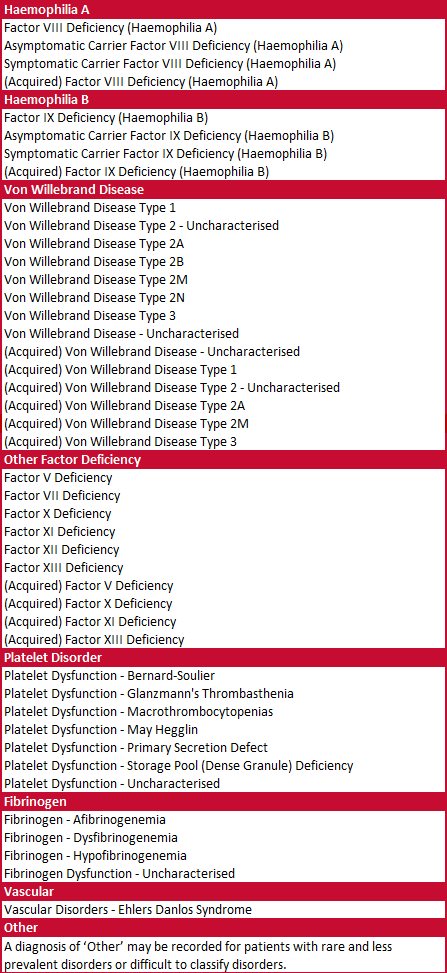 Haemophilia A
Factor VIII Deficiency (Haemophilia A)
Asymptomatic Carrier Factor VIII Deficiency (Haemophilia A)
Symptomatic Carrier Factor VIII Deficiency (Haemophilia A)
(Acquired) Factor VIII Deficiency (Haemophilia A)
Haemophilia B
Factor IX Deficiency (Haemophilia B)
Asymptomatic Carrier Factor IX Deficiency (Haemophilia B)
Symptomatic Carrier Factor IX Deficiency (Haemophilia B)
(Acquired) Factor IX Deficiency (Haemophilia B)
Von Willebrand Disease
Von Willebrand Disease Type 1
Von Willebrand Disease Type 2 - Uncharacterised
Von Willebrand Disease Type 2A
Von Willebrand Disease Type 2B
Von Willebrand Disease Type 2M
Von Willebrand Disease Type 2N
Von Willebrand Disease Type 3
Von Willebrand Disease - Uncharacterised
(Acquired) Von Willebrand Disease - Uncharacterised
(Acquired) Von Willebrand Disease Type 1
(Acquired) Von Willebrand Disease Type 2 - Uncharacterised
(Acquired) Von Willebrand Disease Type 2A
(Acquired) Von Willebrand Disease Type 2M
(Acquired) Von Willebrand Disease Type 3
Other Factor Deficiency
Factor V Deficiency
Factor VII Deficiency
Factor X Deficiency
Factor XI Deficiency
Factor XII Deficiency
Factor XIII Deficiency
(Acquired) Factor V Deficiency
(Acquired) Factor X Deficiency
(Acquired) Factor XI Deficiency
(Acquired) Factor XIII Deficiency
Platelet Disorder
Platelet Dysfunction - Bernard-Soulier
Platelet Dysfunction - Glanzmann's Thrombasthenia
Platelet Dysfunction - Macrothrombocytopenias
Platelet Dysfunction - May Hegglin
Platelet Dysfunction - Primary Secretion Defect
Platelet Dysfunction - Storage Pool (Dense Granule) Deficiency
Platelet Dysfunction - Uncharacterised
Fibrinogen
Fibrinogen - Afibrinogenemia
Fibrinogen - Dysfibrinogenemia
Fibrinogen - Hypofibrinogenemia
Fibrinogen Dysfunction - Uncharacterised
Vascular
Vascular Disorders - Ehlers Danlos Syndrome
Other
A diagnosis of ‘Other’ may be recorded for patients with rare and less
prevalent disorders or difficult to classify disorders.